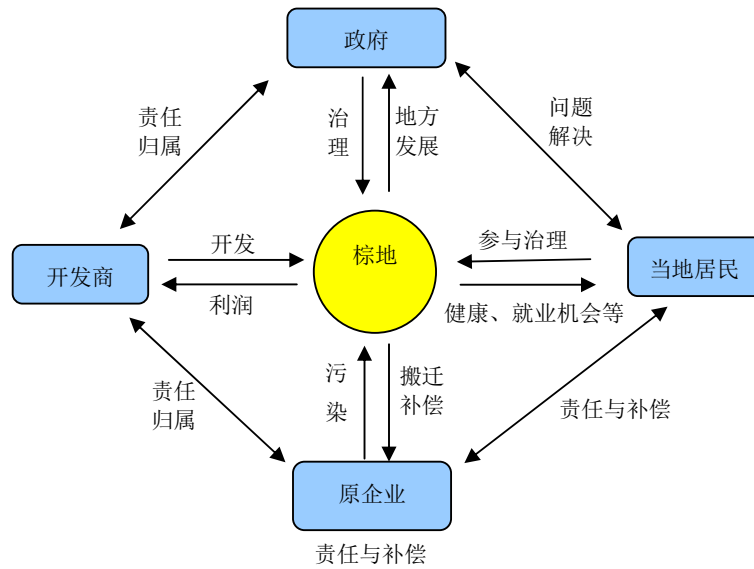 政府
责任
归属
治
理
地方
发展
问题
解决
开发
棕地
参与治理
开发商
当地居民
利润
健康、就业机会等
责任
归属
污
染
搬迁
补偿
责任与补偿
原企业
责任与补偿